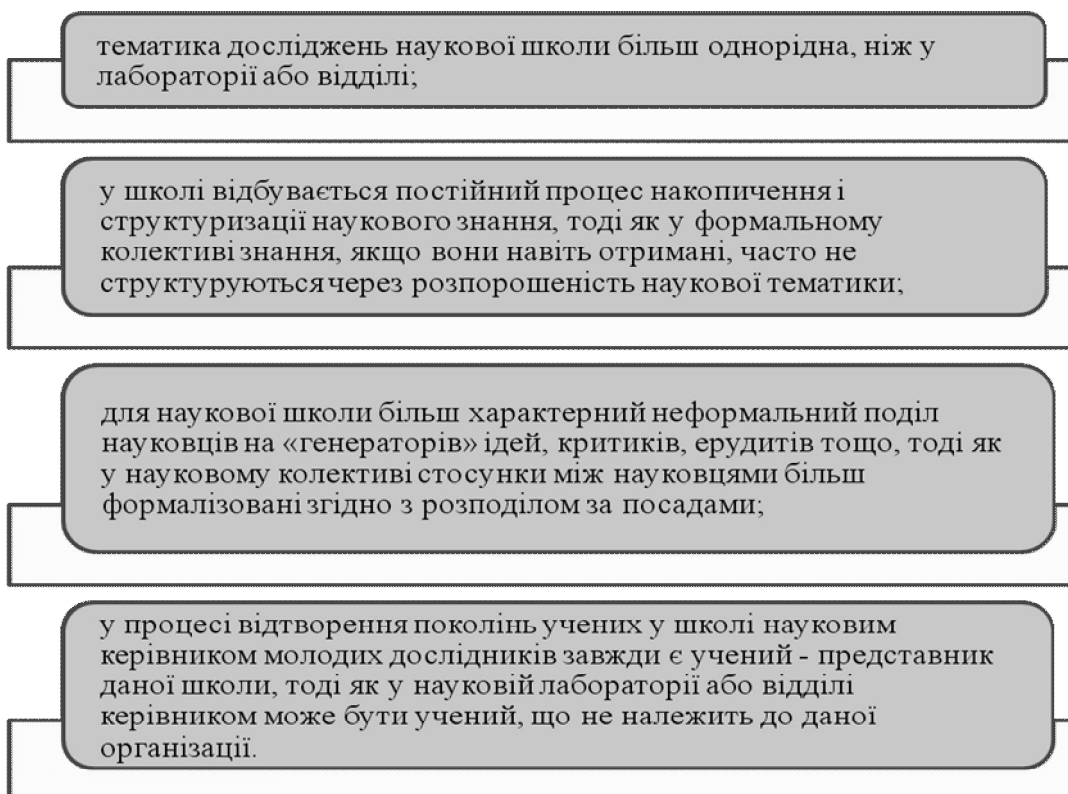 тематика досліджень наукової школи більш однорідна, ніж у
лабораторії або відділі;
у школі відбувається постійний процес накопичення і
структуризації наукового знання, тоді як у формальному
колективі знання, якщо вони навіть отримані, часто не
структуруються через розпорошеність наукової тематики;
для наукової школи більш характерний неформальний поділ
науковців на «генераторів» ідей, критиків, ерудитів тощо, тоді як
у науковому колективі стосунки між науковцями більш
формалізовані згідно з розподілом за посадами;
у процесі відтворення поколінь учених у школі науковим
керівником молодих дослідників завжди є учений - представник
даної школи, тоді як у науковій лабораторії або відділі
керівником може бути учений, що не належить до даної
організації.